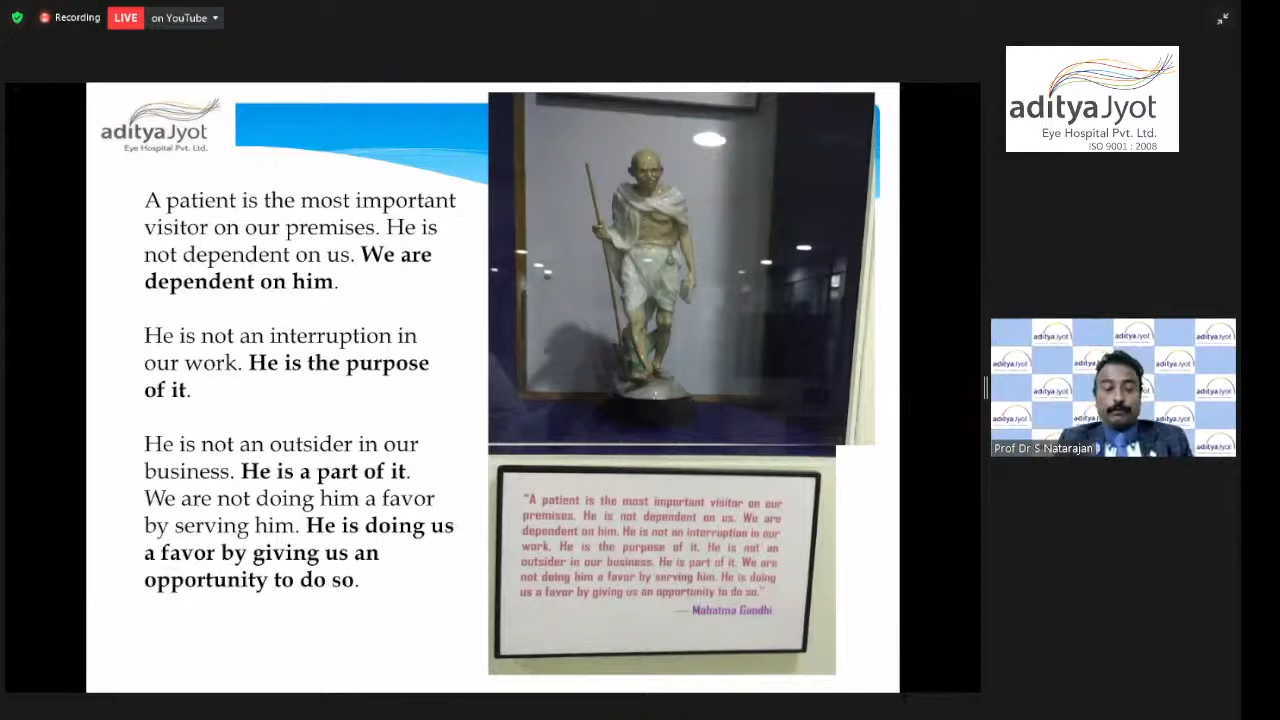 Recording
LIVE
on YouTube
adityaJyot
Eye Hospital Pvt. Ltd.
A patient is the most important
visitor on our premises. He is
not dependent on us. We are
dependent on him.
He is not an interruption in
our work. He is the purpose
of it.
He is not an outsider in our
business. He is a part of it.
We are not doing him a favor
by serving him. He is doing us
a favor by giving us an
opportunity to do so.
"A patient is the most important visitor on our
premises. He is not dependent on us. We are
dependent on him. He is not an interruption in our
work. He is the purpose of it. He is not an
outsider in our business. He is part of it. We are
not doing him a favor by serving him. He is doing
us a favor by giving us an opportunity to do so."
— Mahatma Gandhi
adityaJyot
Eye Hospital Pvt. Ltd.
ISO 9001 : 2008
adityaJyot
adityaJyot
adityaJyot
adityaJyot
adityaJyot
adityaJyot
adityaJyot
Prof Dr S Natarajan